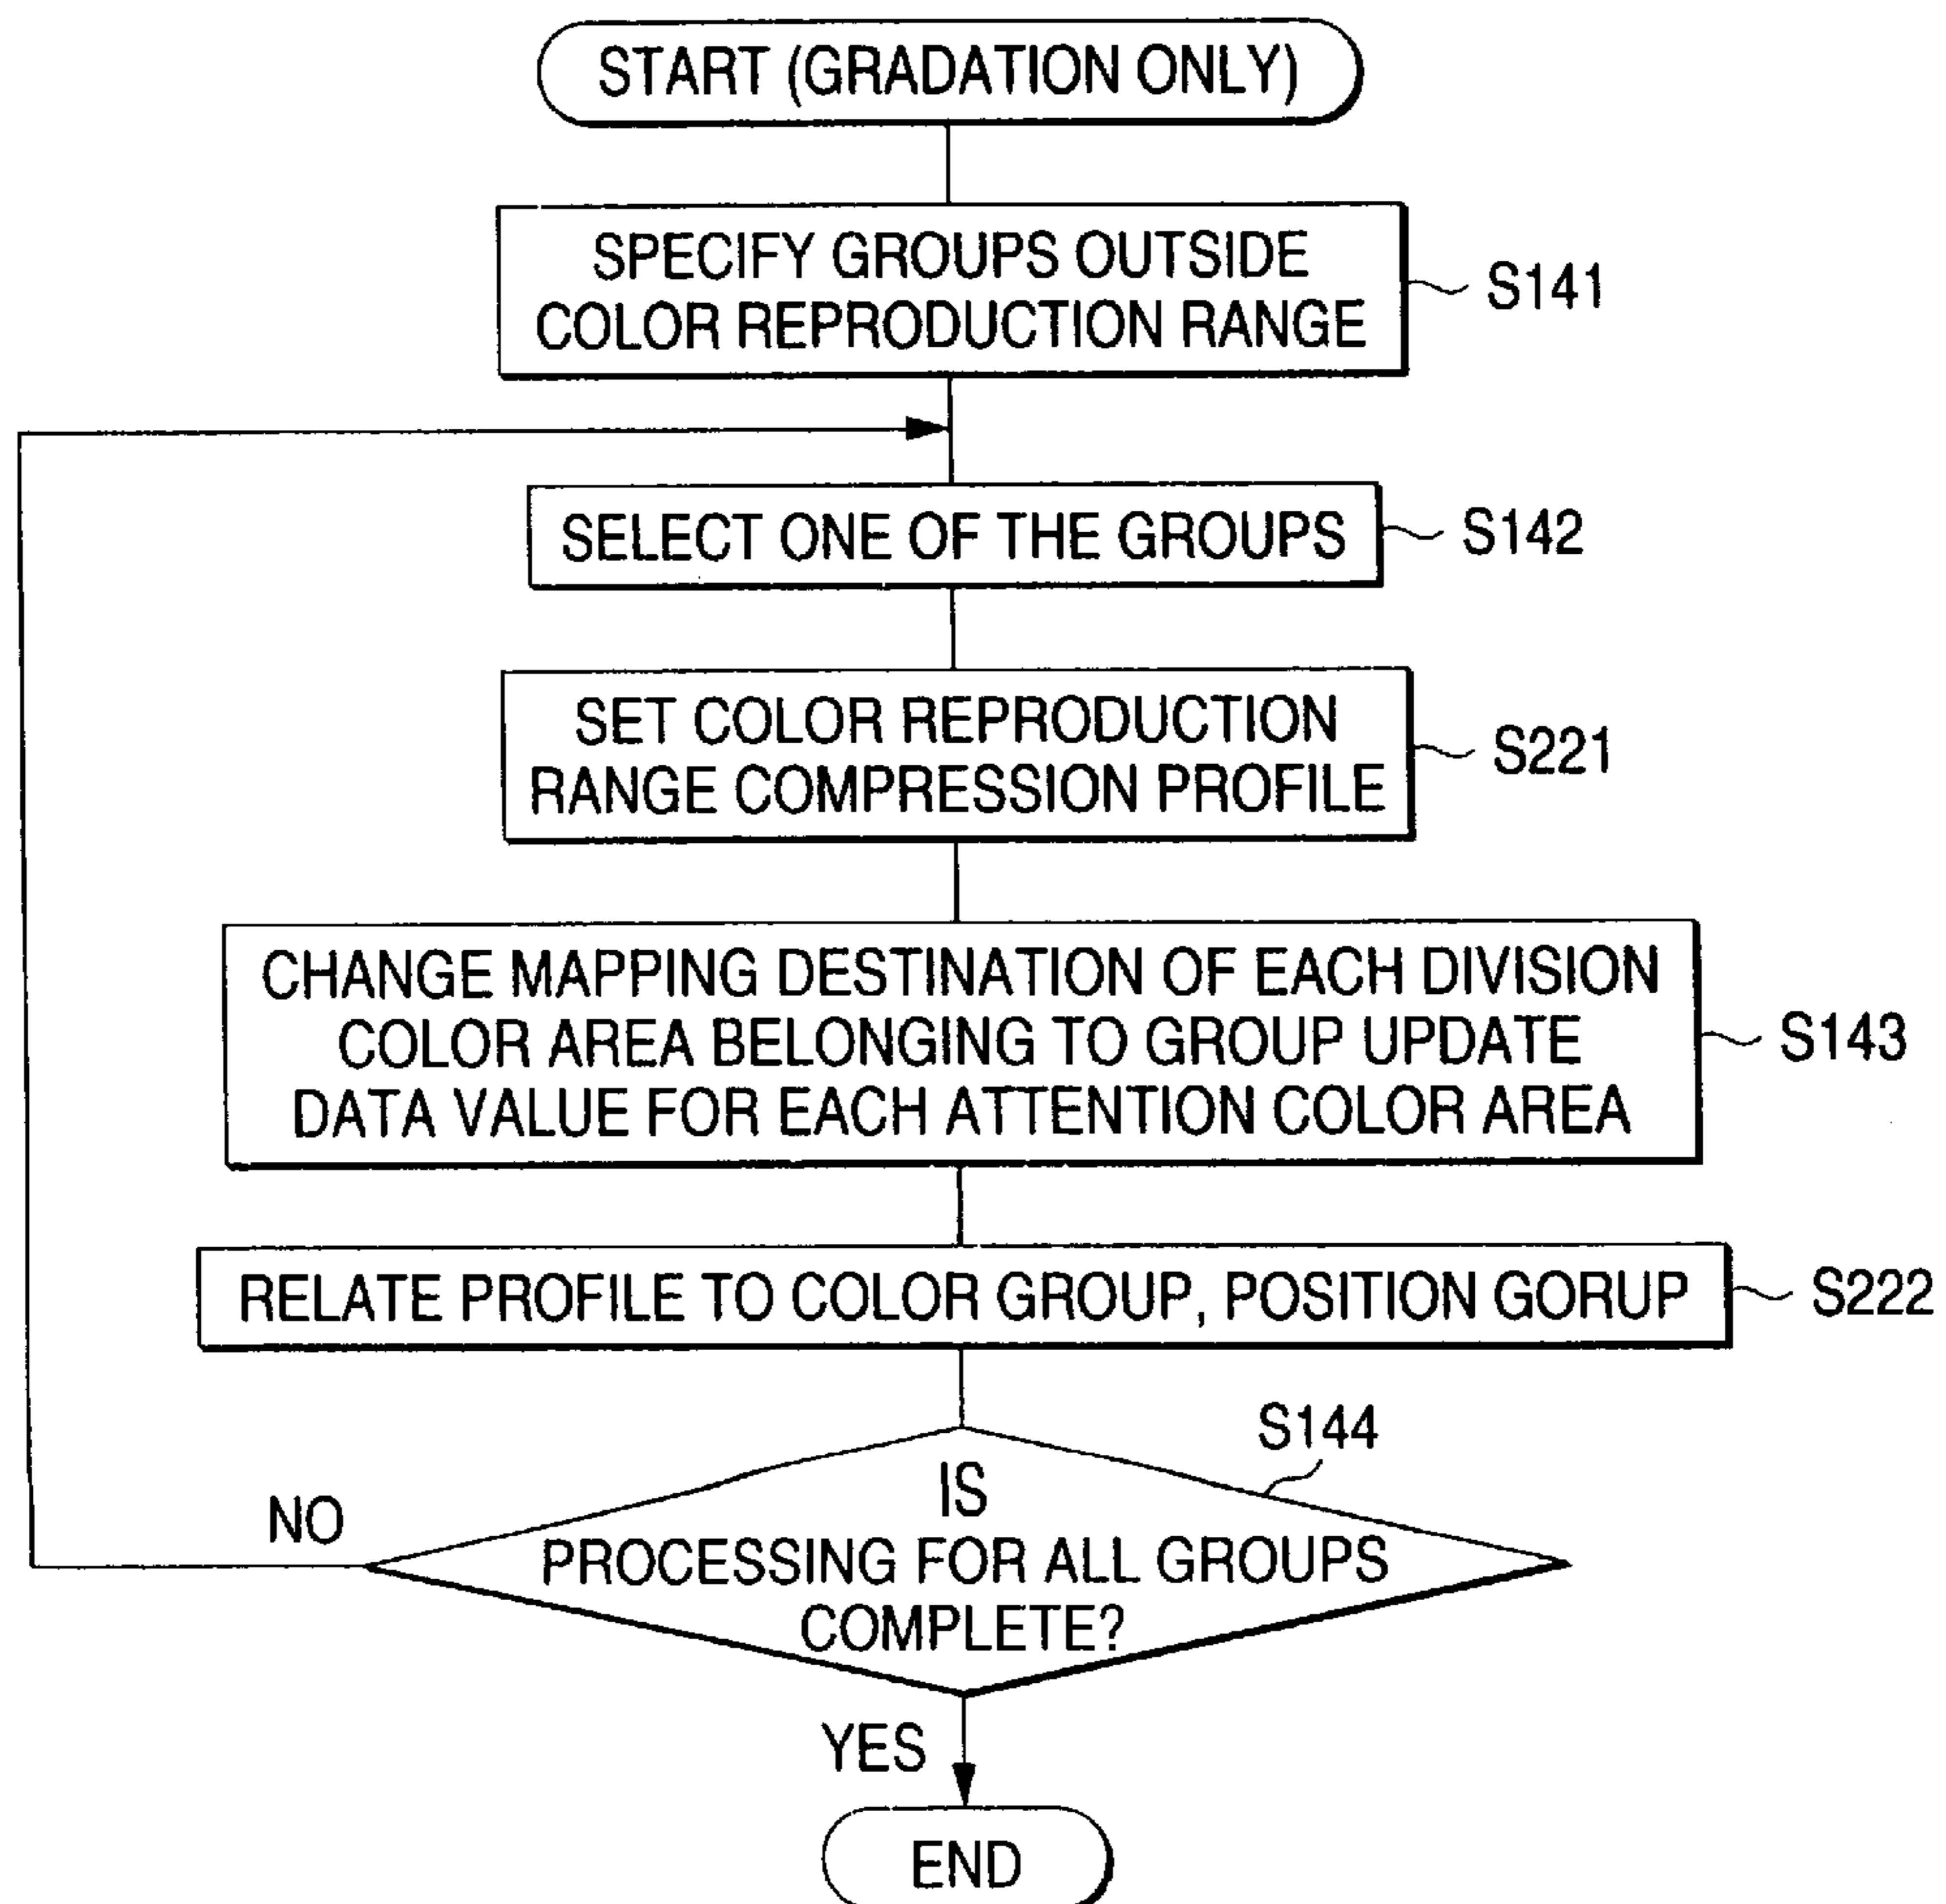 START (GRADATION ONLY)
SPECIFY GROUPS OUTSIDE
COLOR REPRODUCTION RANGE
S141
SELECT ONE OF THE GROUPS
S142
SET COLOR REPRODUCTION
RANGE COMPRESSION PROFILE
S221
CHANGE MAPPING DESTINATION OF EACH DIVISION
COLOR AREA BELONGING TO GROUP UPDATE
DATA VALUE FOR EACH ATTENTION COLOR AREA
S143
RELATE PROFILE TO COLOR GROUP, POSITION GORUP
S222
S144
IS
PROCESSING FOR ALL GROUPS
COMPLETE?
NO
YES
END